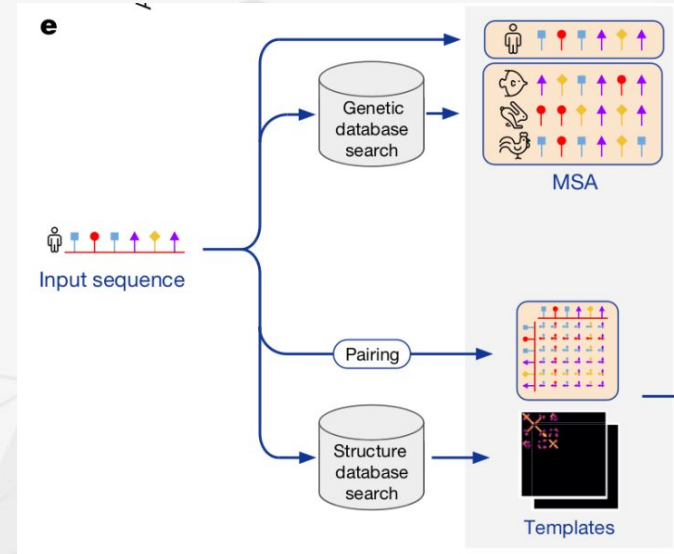 e
Genetic
database
search
MSA
Input sequence
Pairing
Structure
database
search
Templates